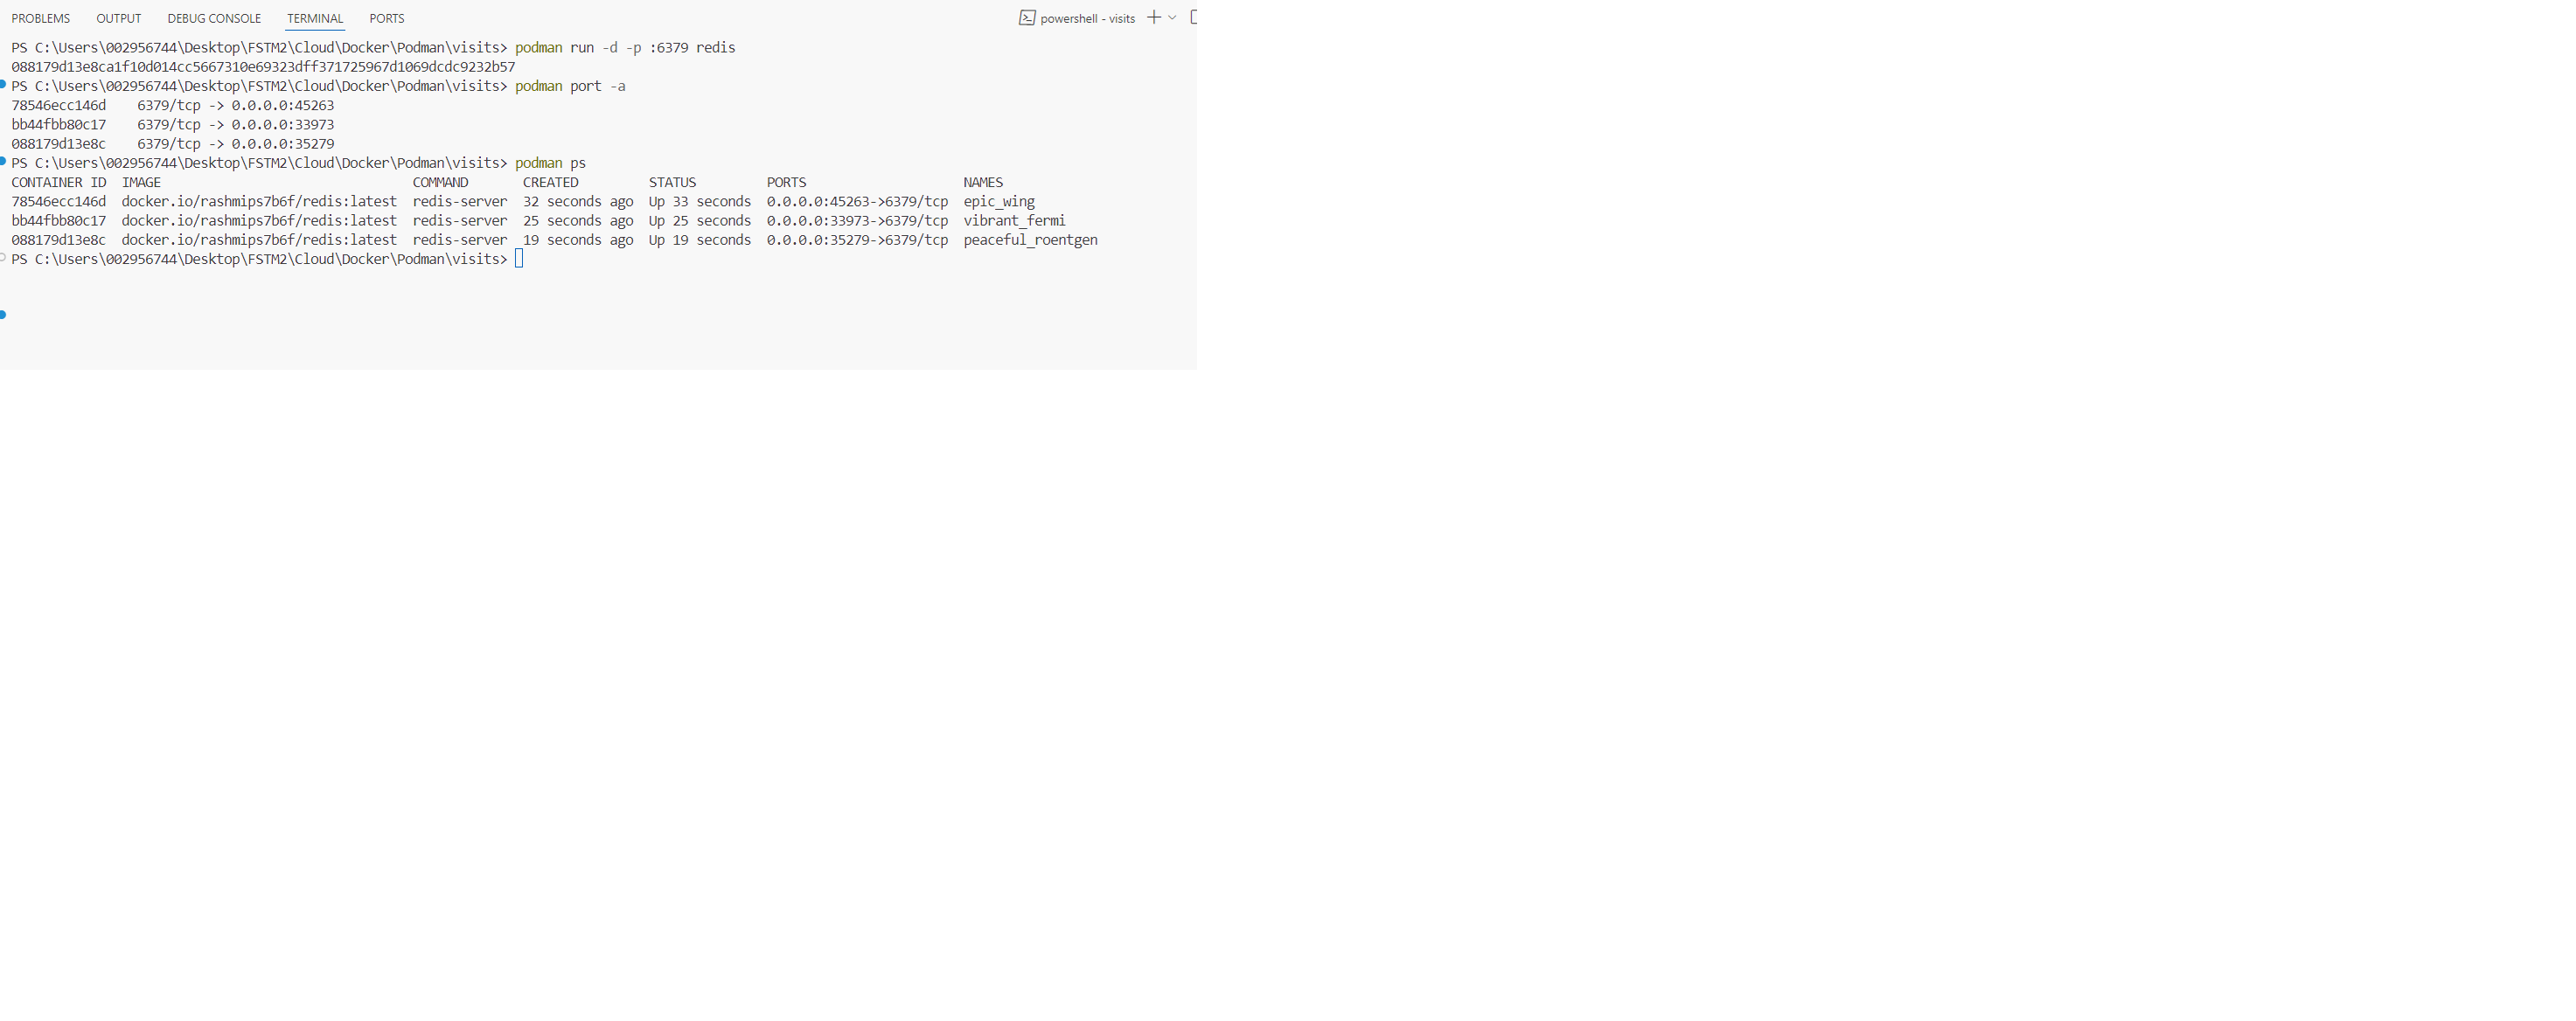 PROBLEMS OUTPUT DEBUG CONSOLE TERMINAL PORTS powershell - visits
PS C:\Users\002956744\Desktop\FSTM2\Cloud\Docker\Podman\visits> podman run -d -p :6379 redis
088179d13e8ca1f10d014cc5667310e69323dff371725967d1069dcdc9232b57
PS C:\Users\002956744\Desktop\FSTM2\Cloud\Docker\Podman\visits> podman port -a
78546ecc146d    6379/tcp -> 0.0.0.0:45263
bb44fbb80c17    6379/tcp -> 0.0.0.0:33973
088179d13e8c    6379/tcp -> 0.0.0.0:35279
PS C:\Users\002956744\Desktop\FSTM2\Cloud\Docker\Podman\visits> podman ps
CONTAINER ID  IMAGE                                COMMAND       CREATED         STATUS         PORTS                    NAMES
78546ecc146d  docker.io/rashmips7b6f/redis:latest  redis-server  32 seconds ago  Up 33 seconds  0.0.0.0:45263->6379/tcp  epic_wing
bb44fbb80c17  docker.io/rashmips7b6f/redis:latest  redis-server  25 seconds ago  Up 25 seconds  0.0.0.0:33973->6379/tcp  vibrant_fermi
088179d13e8c  docker.io/rashmips7b6f/redis:latest  redis-server  19 seconds ago  Up 19 seconds  0.0.0.0:35279->6379/tcp  peaceful_roentgen
PS C:\Users\002956744\Desktop\FSTM2\Cloud\Docker\Podman\visits>